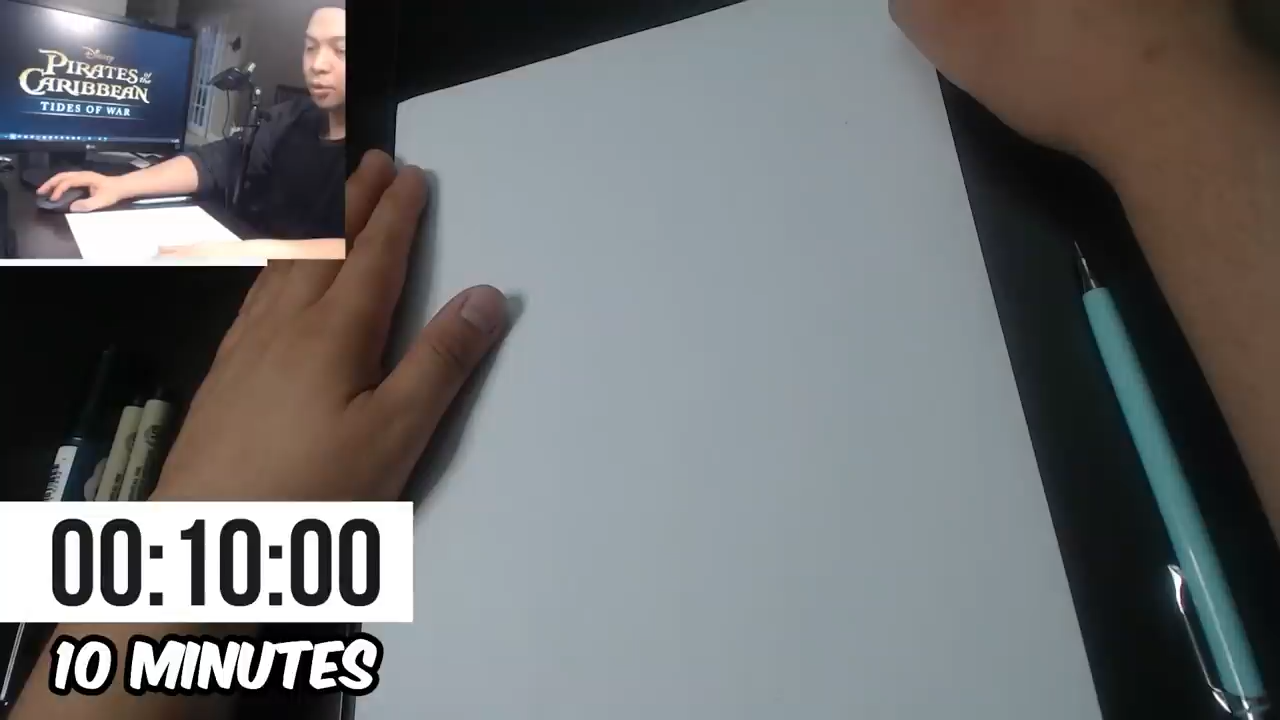 Disney
PIRATES of the
CARIBBEAN
TIDES OF WAR
00:10:00
10 MINUTES